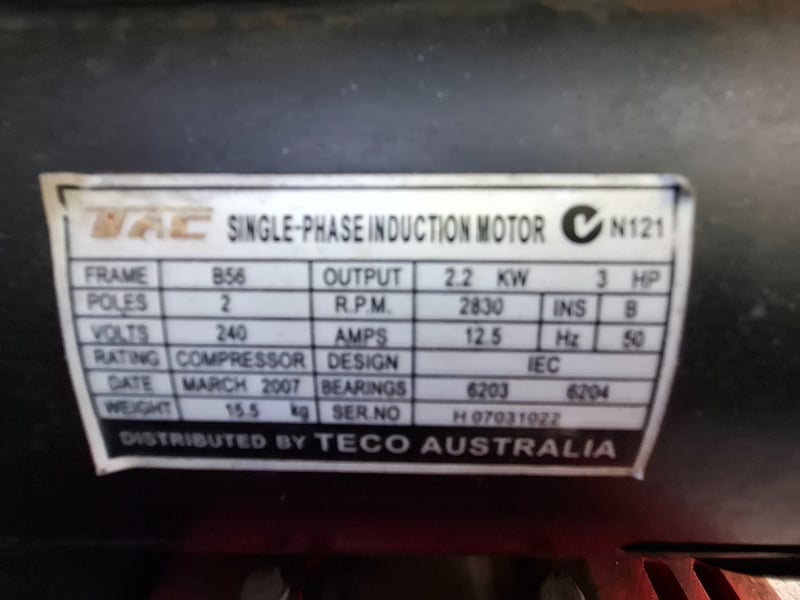 TAC SINGLE-PHASE INDUCTION MOTOR N121
FRAME B56 OUTPUT 2.2 KW 3 HP
POLES 2 R.P.M. 2830 INS B
VOLTS 240 AMPS 12.5 Hz 50
RATING COMPRESSOR DESIGN IEC
DATE MARCH 2007 BEARINGS 6203 6204
WEIGHT 15.5 kg SER.NO H 07031022
DISTRIBUTED BY TECO AUSTRALIA